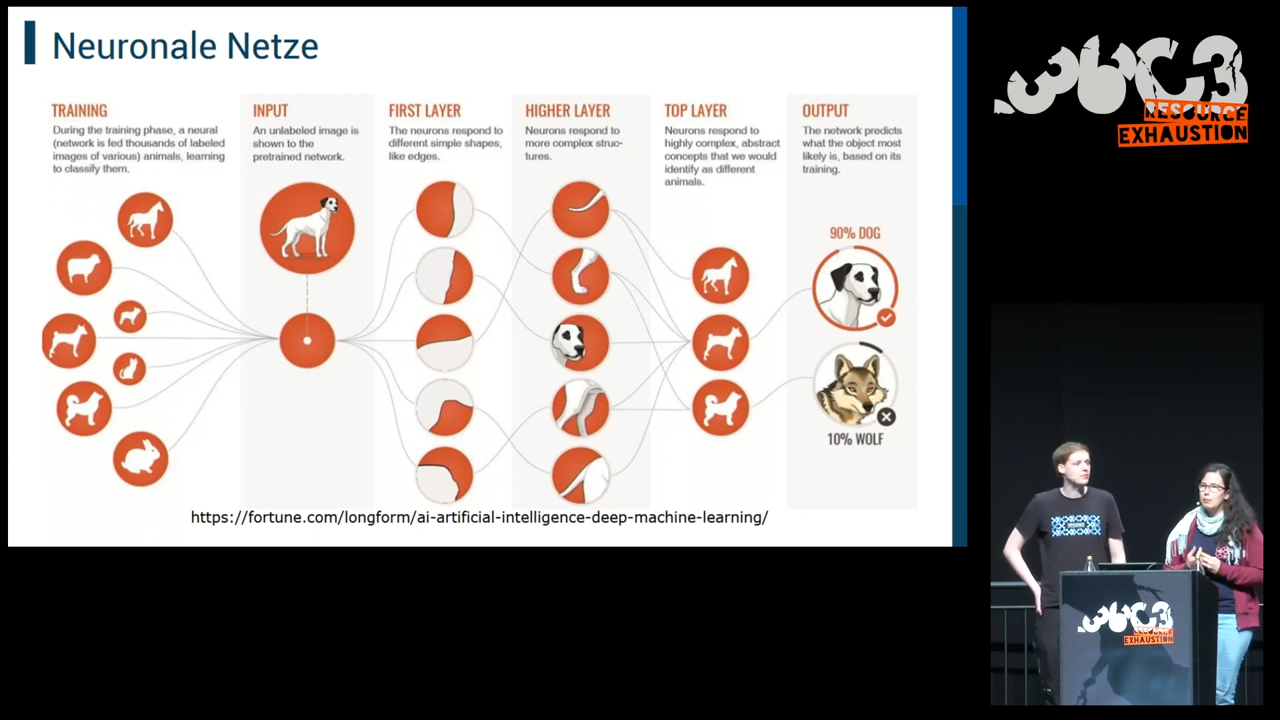 Neuronale Netze
TRAINING
During the training phase, a neural
(network is fed thousands of labeled
images of various) animals, learning
to classify them.
INPUT
An unlabeled image is
shown to the
pretrained network.
FIRST LAYER
The neurons respond to
different simple shapes,
like edges.
HIGHER LAYER
Neurons respond to
more complex struc-
tures.
TOP LAYER
Neurons respond to
highly complex, abstract
concepts that we would
identify as different
animals.
OUTPUT
The network predicts
what the object most
likely is, based on its
training.
90% DOG
10% WOLF
https://fortune.com/longform/ai-artificial-intelligence-deep-machine-learning/
36C3
RESOURCE
EXHAUSTION
36C3
RESOURCE
EXHAUSTION